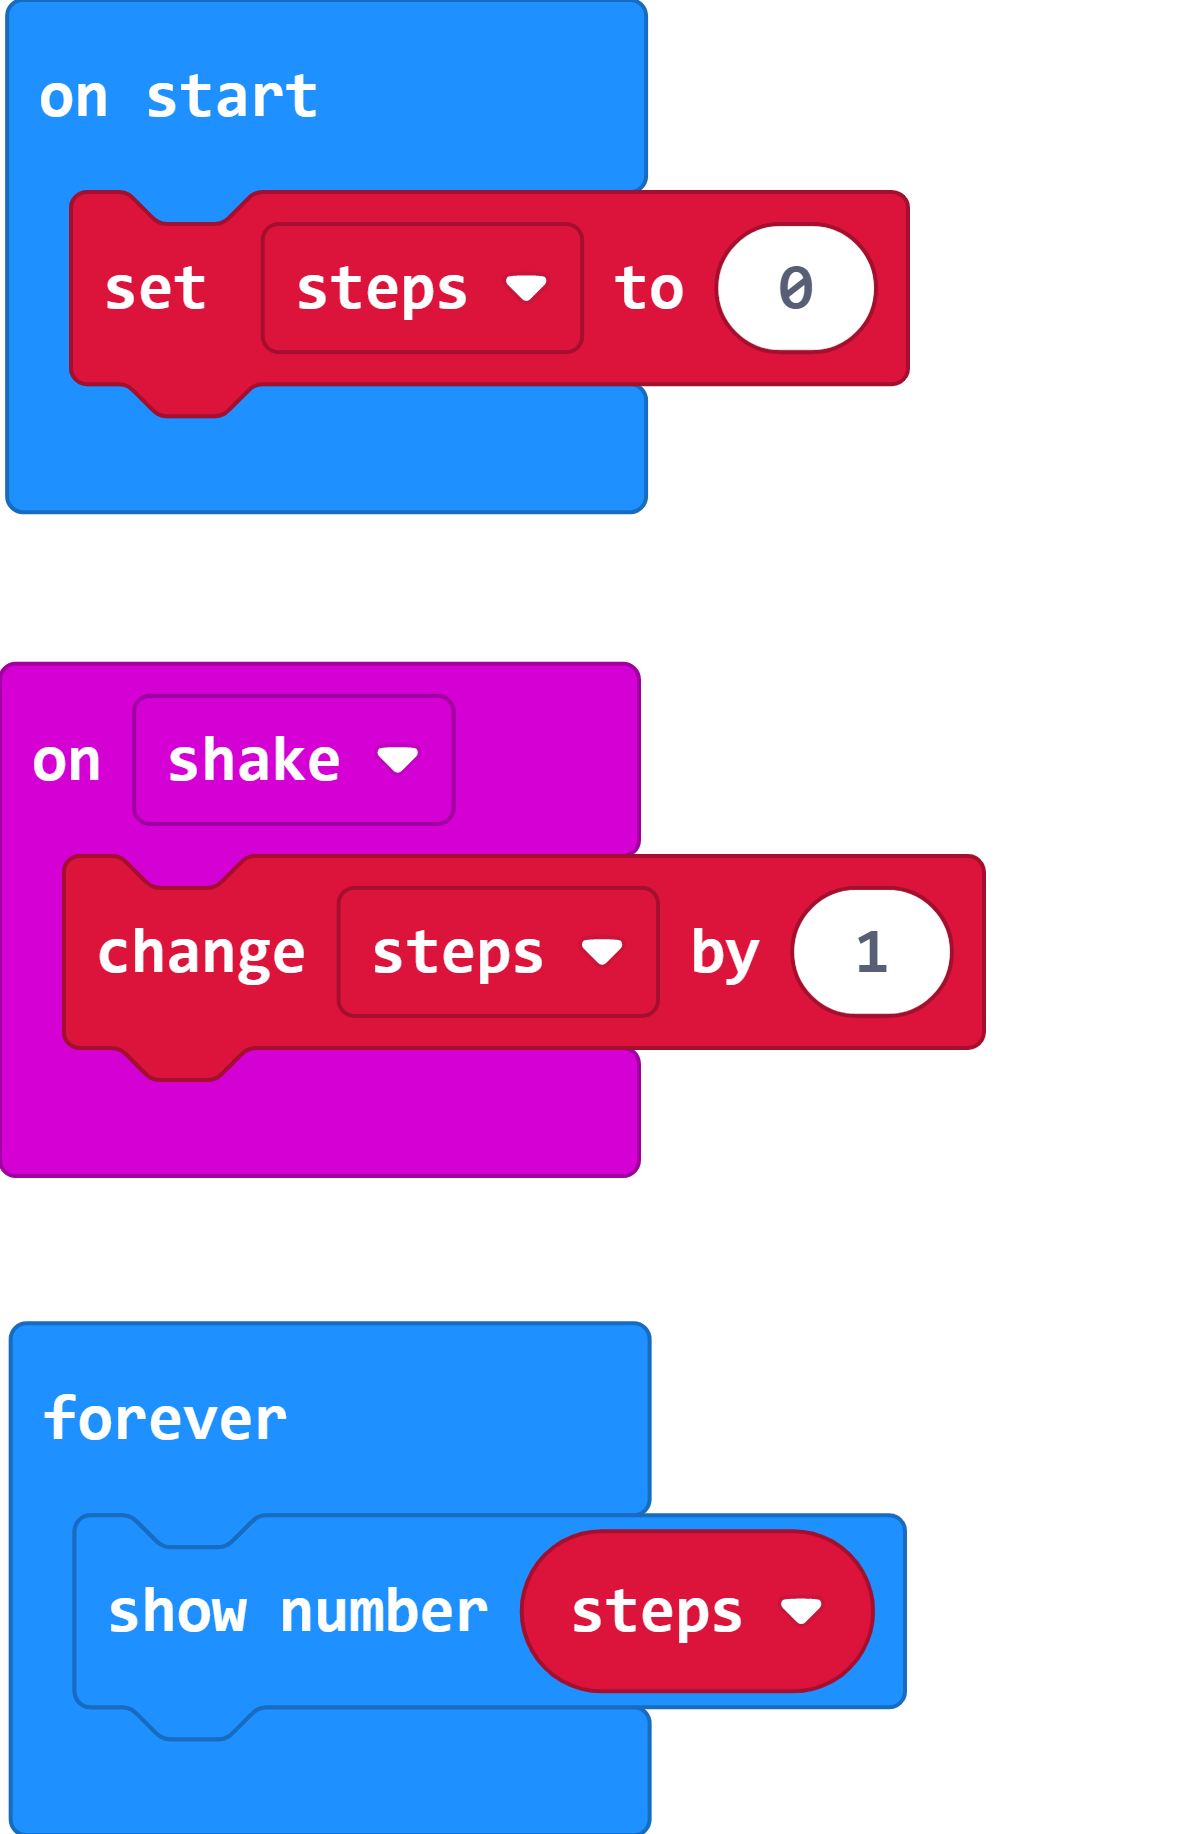 on start
set steps to 0
on shake
change steps by 1
forever
show number steps